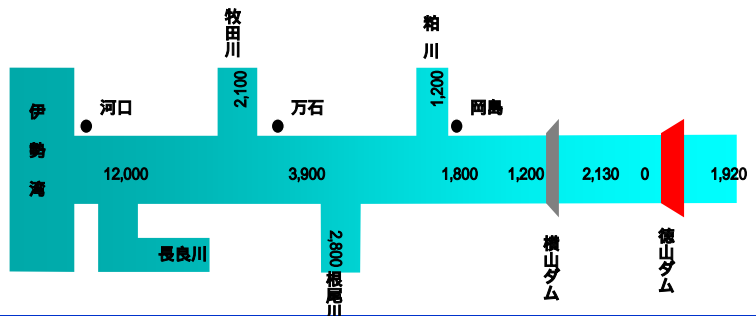 牧田川
粕川
2,100
1,200
河口
万石
岡島
伊勢湾
12,000
3,900
1,800
1,200
2,130
0
1,920
長良川
2,800
根尾川
横山ダム
徳山ダム